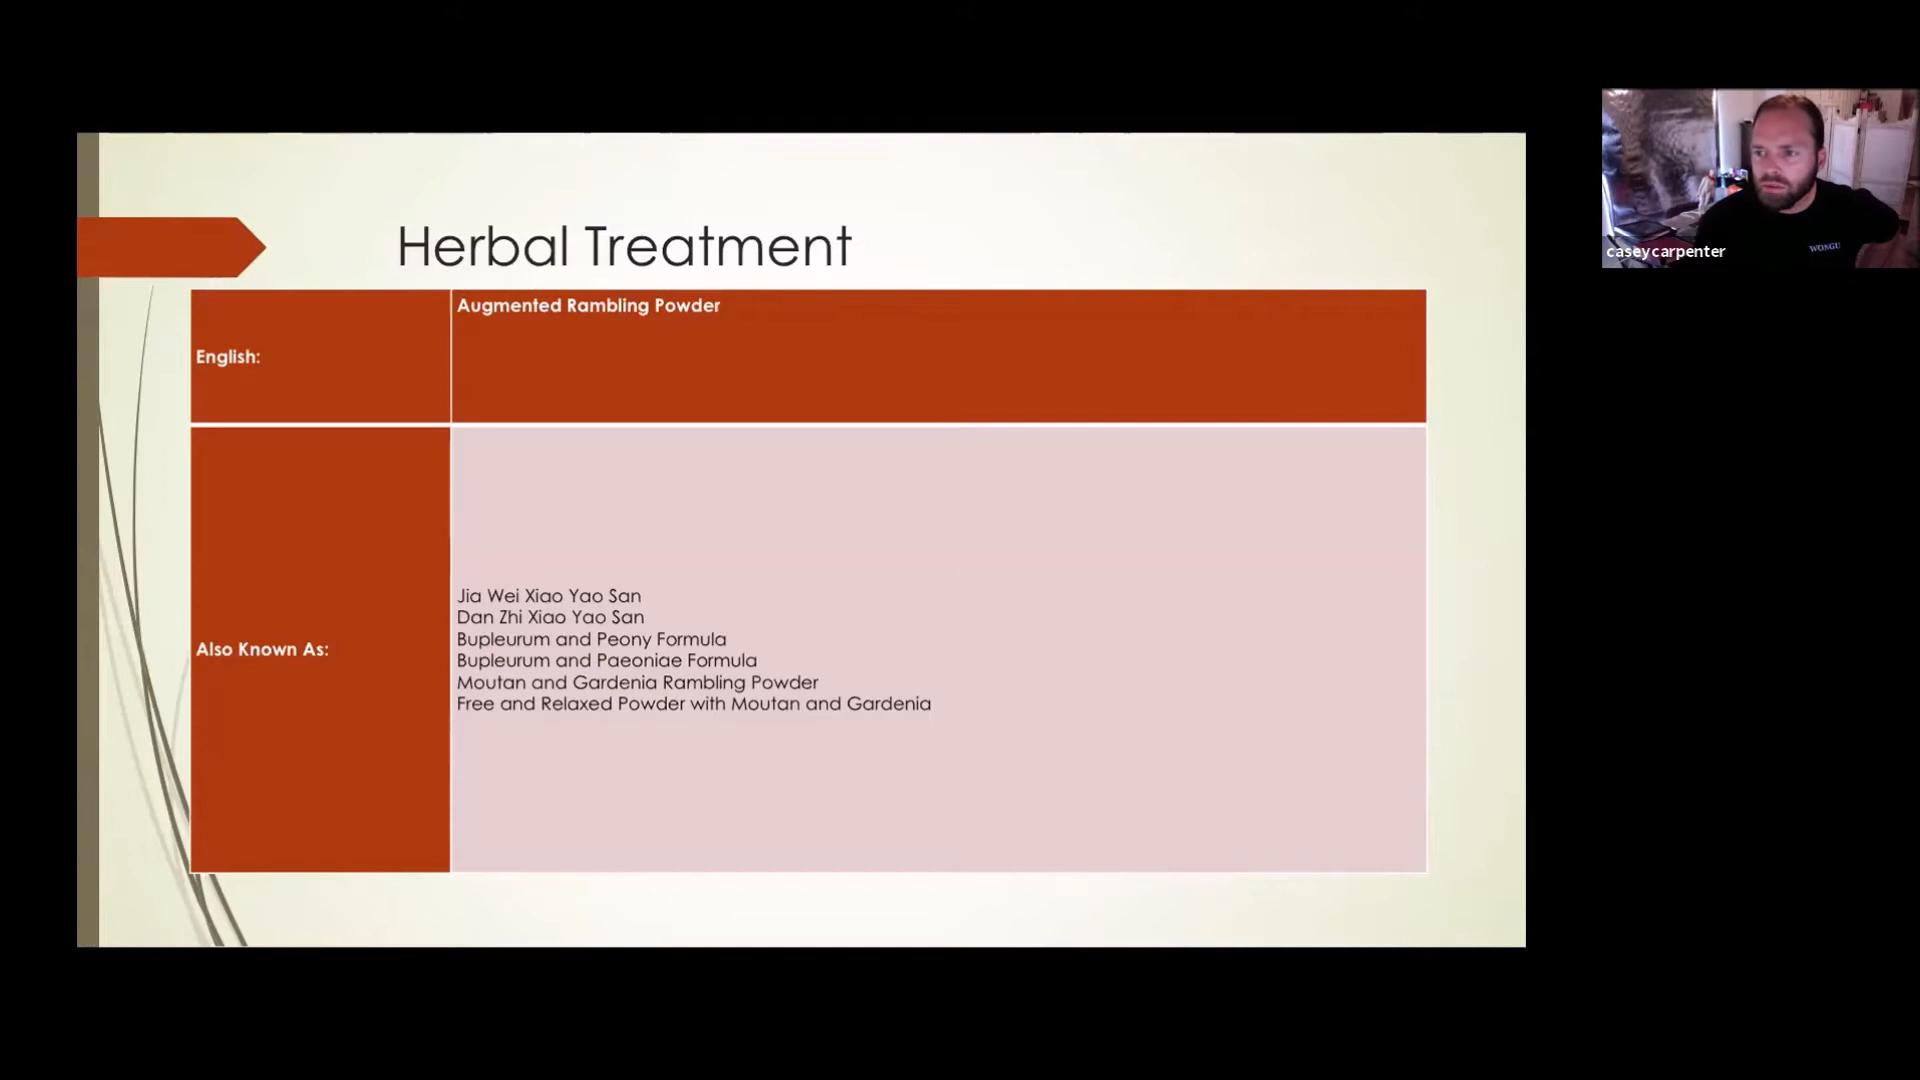 Herbal Treatment
English:
Augmented Rambling Powder
Also Known As:
Jia Wei Xiao Yao San
Dan Zhi Xiao Yao San
Bupleurum and Peony Formula
Bupleurum and Paeoniae Formula
Moutan and Gardenia Rambling Powder
Free and Relaxed Powder with Moutan and Gardenia
WONGU
caseycarpenter